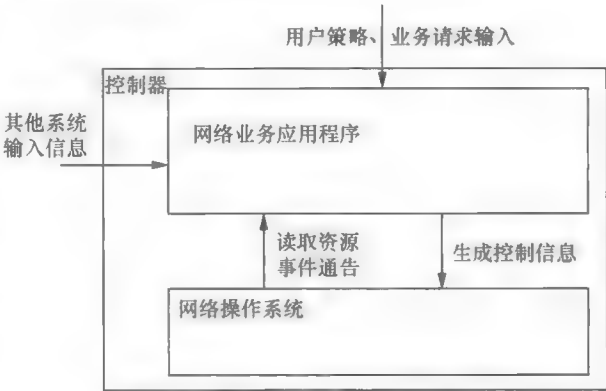 用户策略、业务请求输入
控制器
其他系统
输入信息
网络业务应用程序
读取资源
事件通告
生成控制信息
网络操作系统